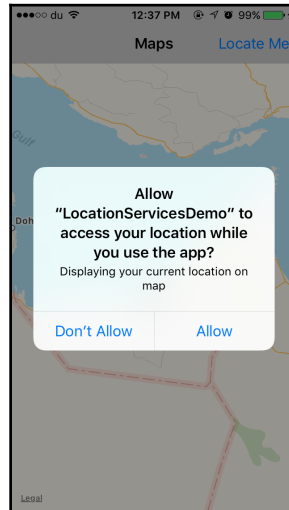 du 12:37 PM 99%
Maps Locate Me
Gulf
Doh
Allow
“LocationServicesDemo” to
access your location while
you use the app?
Displaying your current location on
map
Don’t Allow Allow
Legal